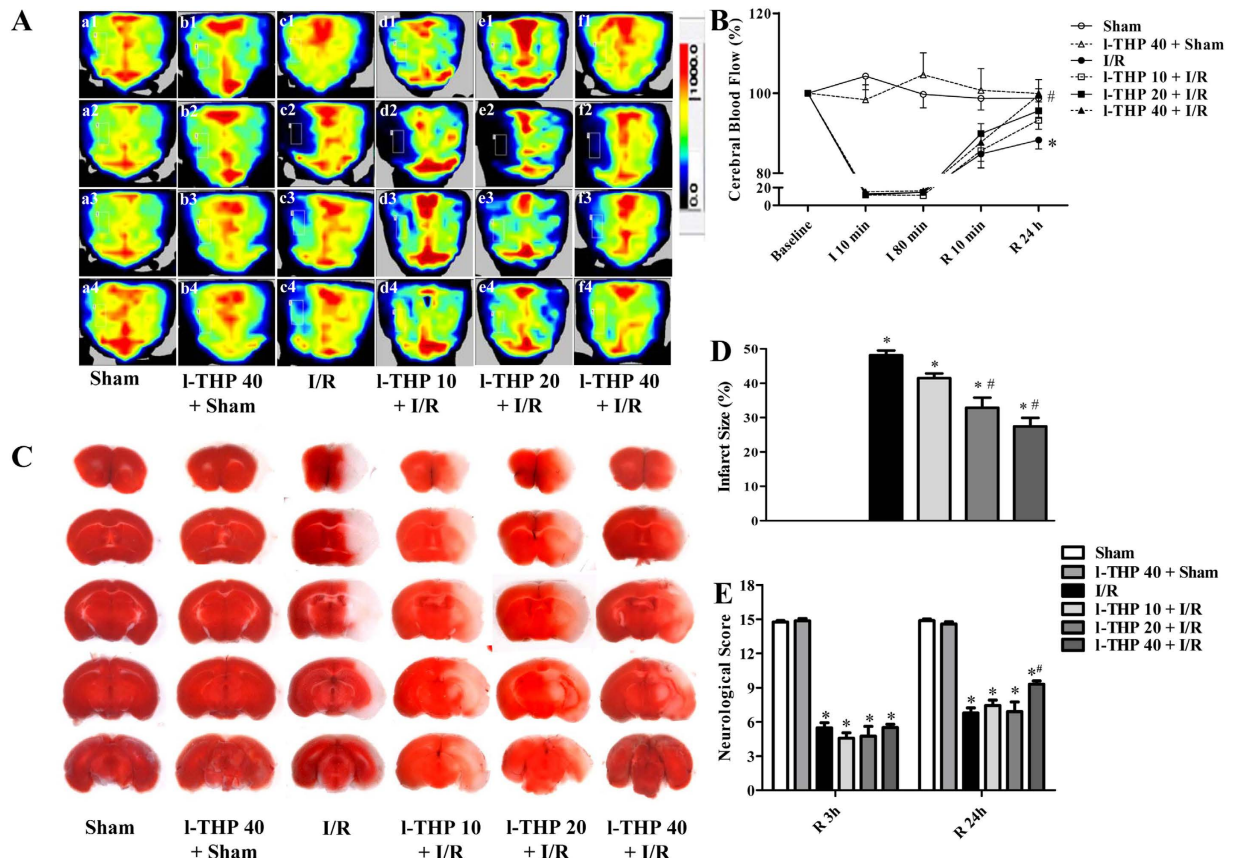 A
a1 b1 c1 d1 e1 f1
a2 b2 c2 d2 e2 f2
a3 b3 c3 d3 e3 f3
a4 b4 c4 d4 e4 f4
1000.0
0.0
Sham
l-THP 40
+ Sham
I/R
l-THP 10
+ I/R
l-THP 20
+ I/R
l-THP 40
+ I/R
B
Cerebral Blood Flow (%)
120
100
80
20
0
Baseline
I 10 min
I 80 min
R 10 min
R 24 h
#
*
Sham
l-THP 40 + Sham
I/R
l-THP 10 + I/R
l-THP 20 + I/R
l-THP 40 + I/R
C
Sham
l-THP 40
+ Sham
I/R
l-THP 10
+ I/R
l-THP 20
+ I/R
l-THP 40
+ I/R
D
Infarct Size (%)
50
40
30
20
10
0
*
*
* #
* #
Sham
l-THP 40 + Sham
I/R
l-THP 10 + I/R
l-THP 20 + I/R
l-THP 40 + I/R
E
Neurological Score
18
15
12
9
6
3
0
* * * *
* * * *#
R 3h
R 24h